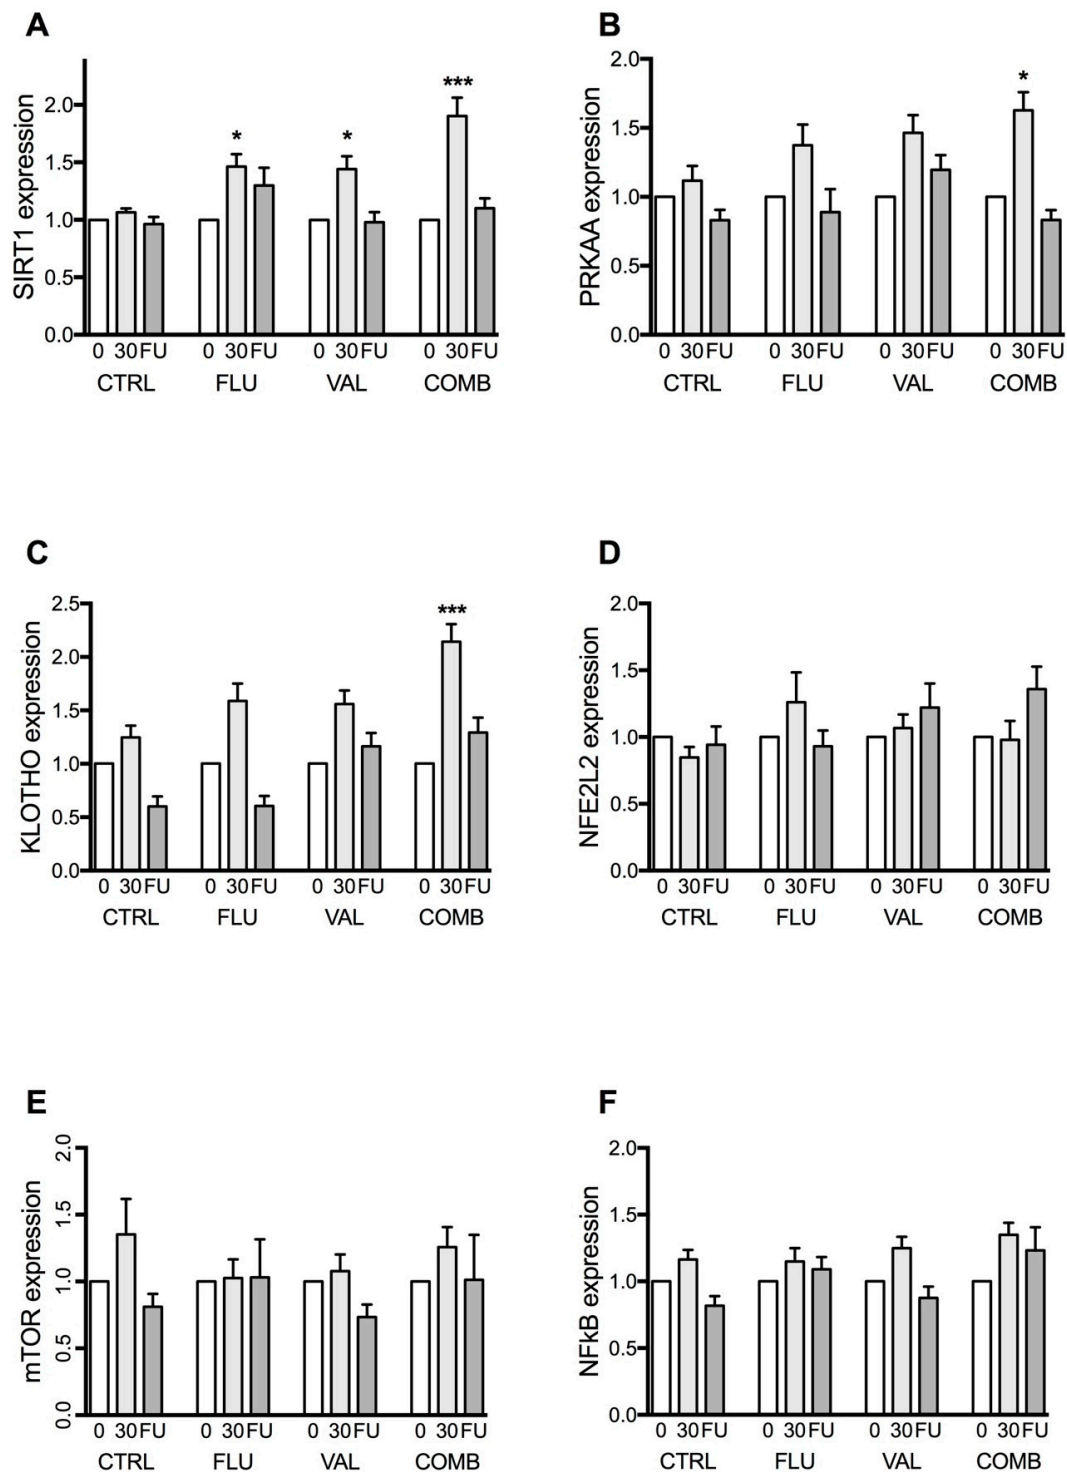 A
SIRT1 expression
2.0
1.5
1.0
0.5
0.0
* * ***
0 30 FU 0 30 FU 0 30 FU 0 30 FU
CTRL FLU VAL COMB
B
PRKAA expression
2.0
1.5
1.0
0.5
0.0
*
0 30 FU 0 30 FU 0 30 FU 0 30 FU
CTRL FLU VAL COMB
C
KLOTHO expression
2.5
2.0
1.5
1.0
0.5
0.0
***
0 30 FU 0 30 FU 0 30 FU 0 30 FU
CTRL FLU VAL COMB
D
NFE2L2 expression
2.0
1.5
1.0
0.5
0.0
0 30 FU 0 30 FU 0 30 FU 0 30 FU
CTRL FLU VAL COMB
E
mTOR expression
2.0
1.5
1.0
0.5
0.0
0 30 FU 0 30 FU 0 30 FU 0 30 FU
CTRL FLU VAL COMB
F
NFkB expression
2.0
1.5
1.0
0.5
0.0
0 30 FU 0 30 FU 0 30 FU 0 30 FU
CTRL FLU VAL COMB